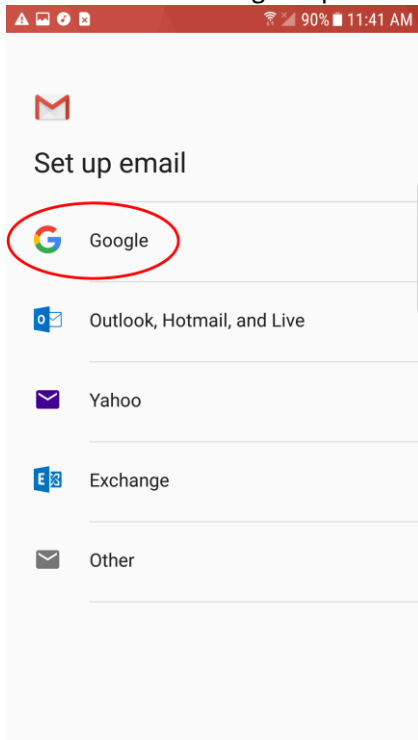 90% 11:41 AM
Set up email
Google
Outlook, Hotmail, and Live
Yahoo
Exchange
Other